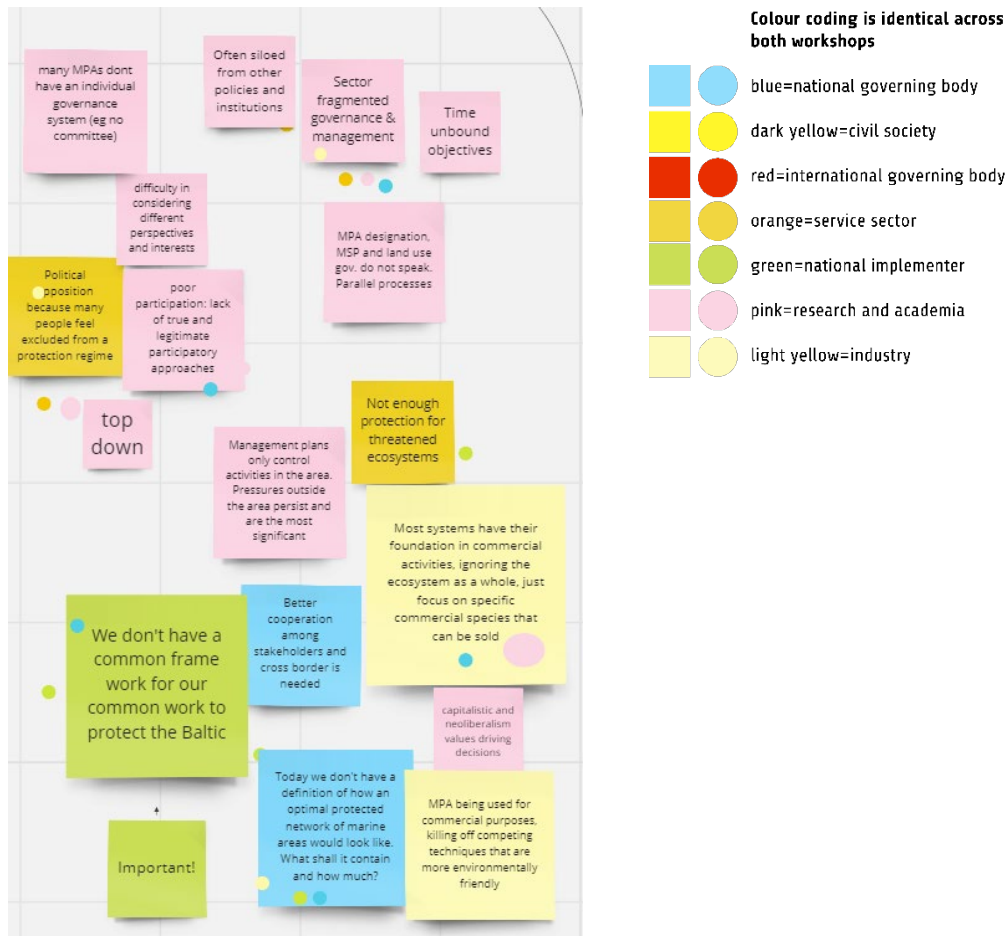 many MPAs dont
have an individual
governance
system (eg no
committee)
Often siloed
from other
policies and
institutions
Sector
fragmented
governance &
management
Time
unbound
objectives
difficulty in
considering
different
perspectives
and interests
MPA designation,
MSP and land use
gov. do not speak.
Parallel processes
Political
opposition
because many
people feel
excluded from a
protection regime
poor
participation: lack
of true and
legitimate
participatory
approaches
top
down
Not enough
protection for
threatened
ecosystems
Management plans
only control
activities in the area.
Pressures outside
the area persist and
are the most
significant
Most systems have their
foundation in commercial
activities, ignoring the
ecosystem as a whole, just
focus on specific
commercial species that
can be sold
We don't have a
common frame
work for our
common work to
protect the Baltic
Better
cooperation
among
stakeholders and
cross border is
needed
capitalistic and
neoliberalism
values driving
decisions
Today we don't have a
definition of how an
optimal protected
network of marine
areas would look like.
What shall it contain
and how much?
MPA being used for
commercial purposes,
killing off competing
techniques that are
more environmentally
friendly
Important!
Colour coding is identical across
both workshops
blue=national governing body
dark yellow=civil society
red=international governing body
orange=service sector
green=national implementer
pink=research and academia
light yellow=industry